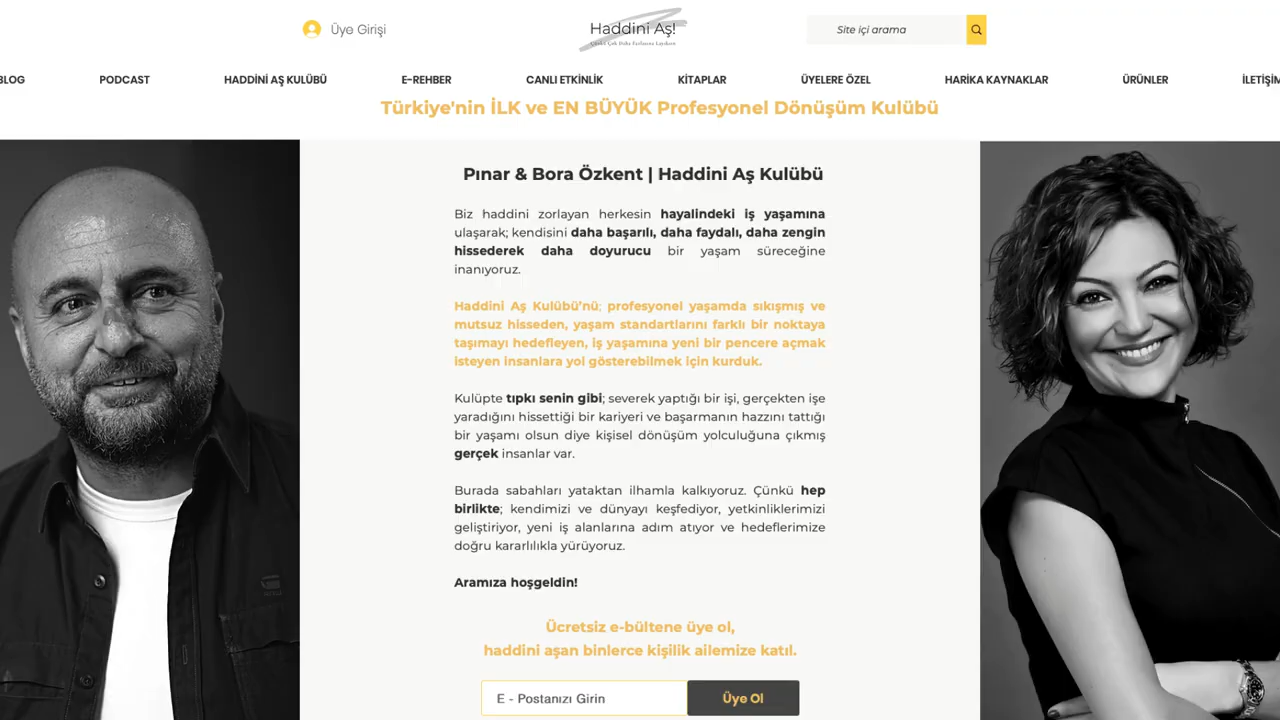 Üye Girişi
Haddini Aş!
Site içi arama
BLOG PODCAST HADDİNİ AŞ KULÜBÜ E-REHBER CANLI ETKİNLİK KİTAPLAR ÜYELERE ÖZEL HARİKA KAYNAKLAR ÜRÜNLER İLETİŞİM
Türkiye'nin İLK ve EN BÜYÜK Profesyonel Dönüşüm Kulübü
Pınar & Bora Özkent | Haddini Aş Kulübü
Biz haddini zorlayan herkesin hayalindeki iş yaşamına
ulaşarak; kendisini daha başarılı, daha faydalı, daha zengin
hissederek daha doyurucu bir yaşam süreceğine
inanıyoruz.
Haddini Aş Kulübü’nü; profesyonel yaşamda sıkışmış ve
mutsuz hisseden, yaşam standartlarını farklı bir noktaya
taşımayı hedefleyen, iş yaşamına yeni bir pencere açmak
isteyen insanlara yol gösterebilmek için kurduk.
Kulüpte tıpkı senin gibi; severek yaptığı bir işi, gerçekten işe
yaradığını hissettiği bir kariyeri ve başarmanın hazzını tattığı
bir yaşamı olsun diye kişisel dönüşüm yolculuğuna çıkmış
gerçek insanlar var.
Burada sabahları yataktan ilhamla kalkıyoruz. Çünkü hep
birlikte; kendimizi ve dünyayı keşfediyor, yetkinliklerimizi
geliştiriyor, yeni iş alanlarına adım atıyor ve hedeflerimize
doğru kararlılıkla yürüyoruz.
Aramıza hoşgeldin!
Ücretsiz e-bültene üye ol,
haddini aşan binlerce kişilik ailemize katıl.
E - Postanızı Girin
Üye Ol